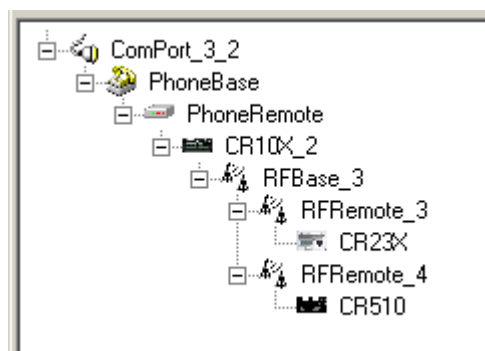 ComPort_3_2
PhoneBase
PhoneRemote
CR10X_2
RFBase_3
RFRemote_3
CR23X
RFRemote_4
CR510